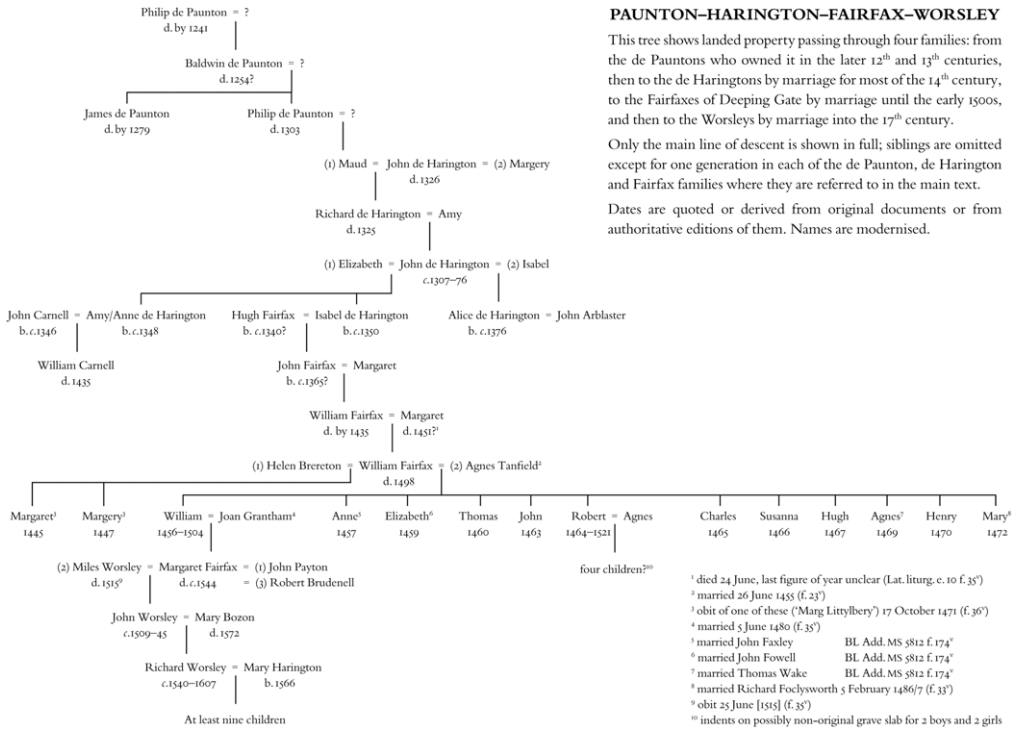 PAUNTON–HARINGTON–FAIRFAX–WORSLEY
This tree shows landed property passing through four families: from
the de Pauntons who owned it in the later 12th and 13th centuries,
then to the de Haringtons by marriage for most of the 14th century,
to the Fairfaxes of Deeping Gate by marriage until the early 1500s,
and then to the Worsleys by marriage into the 17th century.
Only the main line of descent is shown in full; siblings are omitted
except for one generation in each of the de Paunton, de Harington
and Fairfax families where they are referred to in the main text.
Dates are quoted or derived from original documents or from
authoritative editions of them. Names are modernised.
Philip de Paunton = ?
d. by 1241
Baldwin de Paunton = ?
d. 1254?
James de Paunton Philip de Paunton = ?
d. by 1279 d. 1303
(1) Maud = John de Harington = (2) Margery
d. 1326
Richard de Harington = Amy
d. 1325
(1) Elizabeth = John de Harington = (2) Isabel
c.1307–76
John Carnell = Amy/Anne de Harington Hugh Fairfax = Isabel de Harington Alice de Harington = John Arblaster
b. c.1346 b. c.1348 b. c.1340? b. c.1350 b. c.1376
William Carnell John Fairfax = Margaret
d. 1435 b. c.1365?
William Fairfax = Margaret
d. by 1435 d. 1451?¹
(1) Helen Brereton = William Fairfax = (2) Agnes Tanfield²
d. 1498
Margaret³ Margery³ William = Joan Grantham⁴ Anne⁵ Elizabeth⁶ Thomas John Robert = Agnes Charles Susanna Hugh Agnes⁷ Henry Mary⁸
1445 1447 1456–1504 1457 1459 1460 1463 1464–1521 1465 1466 1467 1469 1470 1472
(2) Miles Worsley = Margaret Fairfax = (1) John Payton
d. 1515⁹ d. c.1544 = (3) Robert Brudenell
four children?¹⁰
John Worsley = Mary Bozon
c.1509–45 d. 1572
Richard Worsley = Mary Harington
c.1540–1607 b. 1566
At least nine children
¹ died 24 June, last figure of year unclear (Lat. liturg. e. 10 f. 35ᵛ)
² married 26 June 1455 (f. 23ᵛ)
³ obit of one of these (‘Marg Littylbery’) 17 October 1471 (f. 36ᵛ)
⁴ married 5 June 1480 (f. 35ᵛ)
⁵ married John Faxley BL Add. MS 5812 f. 174ᵛ
⁶ married John Fowell BL Add. MS 5812 f. 174ᵛ
⁷ married Thomas Wake BL Add. MS 5812 f. 174ᵛ
⁸ married Richard Foclysworth 5 February 1486/7 (f. 33ᵛ)
⁹ obit 25 June [1515] (f. 35ᵛ)
¹⁰ indents on possibly non-original grave slab for 2 boys and 2 girls